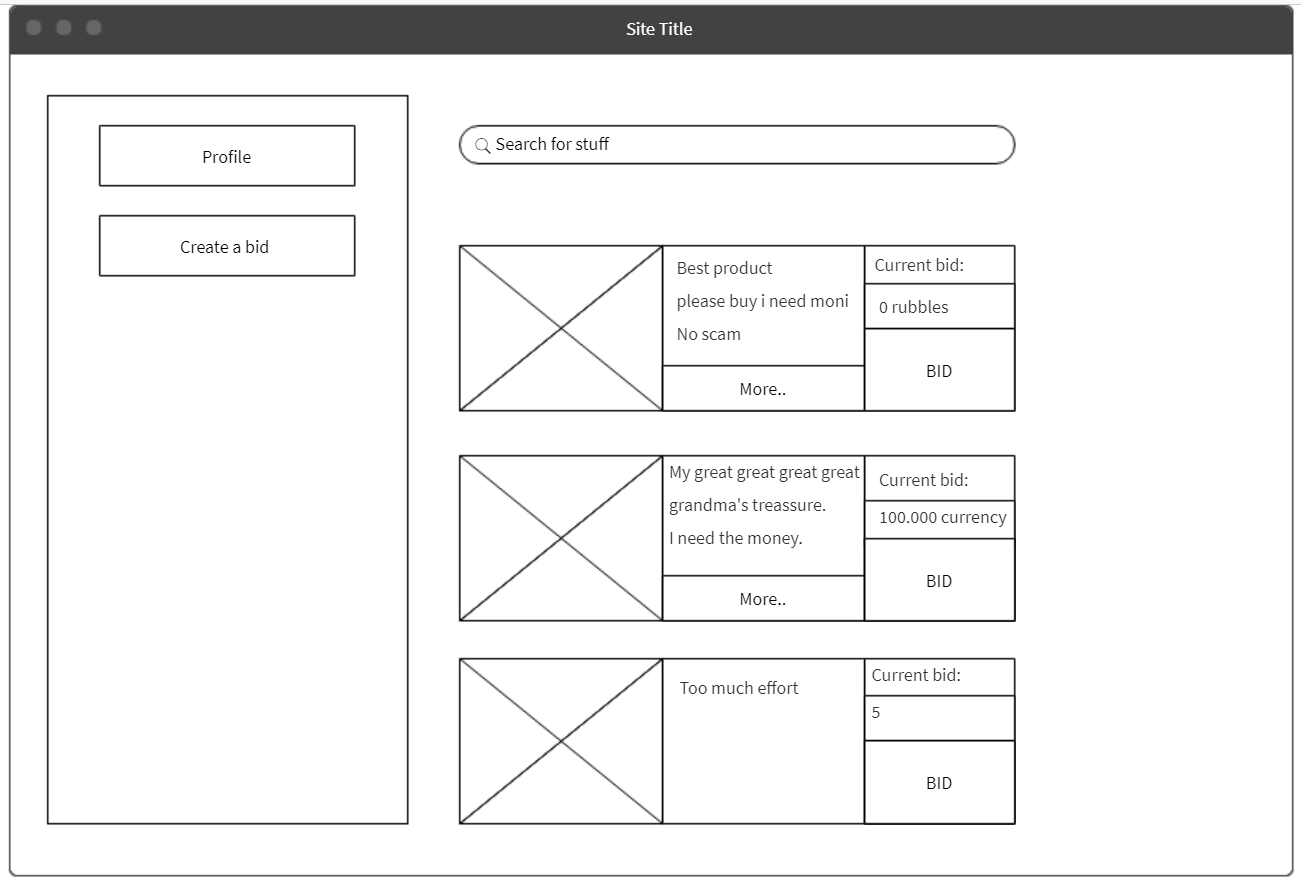 Site Title
Profile
Create a bid
Search for stuff
Best product
please buy i need moni
No scam
More..
Current bid:
0 rubbles
BID
My great great great great
grandma's treassure.
I need the money.
More..
Current bid:
100.000 currency
BID
Too much effort
Current bid:
5
BID